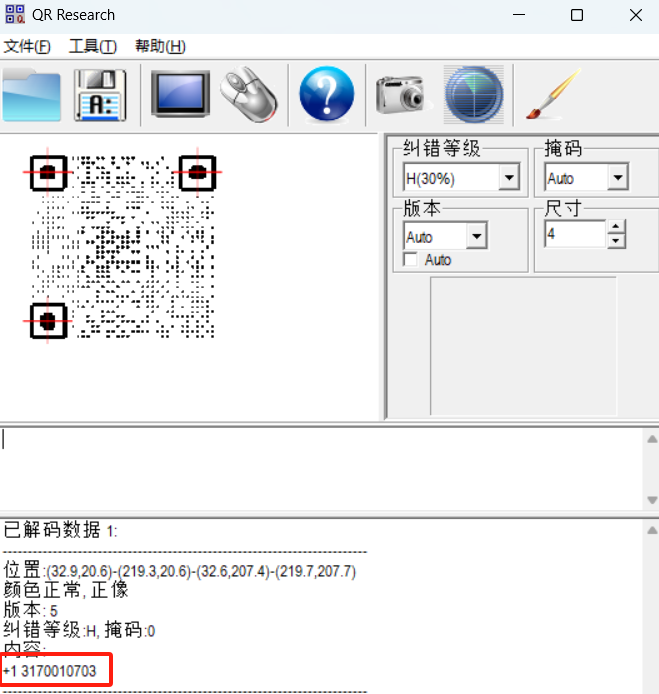 QR Research
文件(F) 工具(T) 帮助(H)
A:
?
纠错等级 掩码
H(30%) Auto
版本 尺寸
Auto 4
Auto
已解码数据 1:
-------------------------------------------------------------------------
位置:(32.9,20.6)-(219.3,20.6)-(32.6,207.4)-(219.7,207.7)
颜色正常, 正像
版本: 5
纠错等级:H, 掩码:0
内容:
+1 3170010703
-------------------------------------------------------------------------